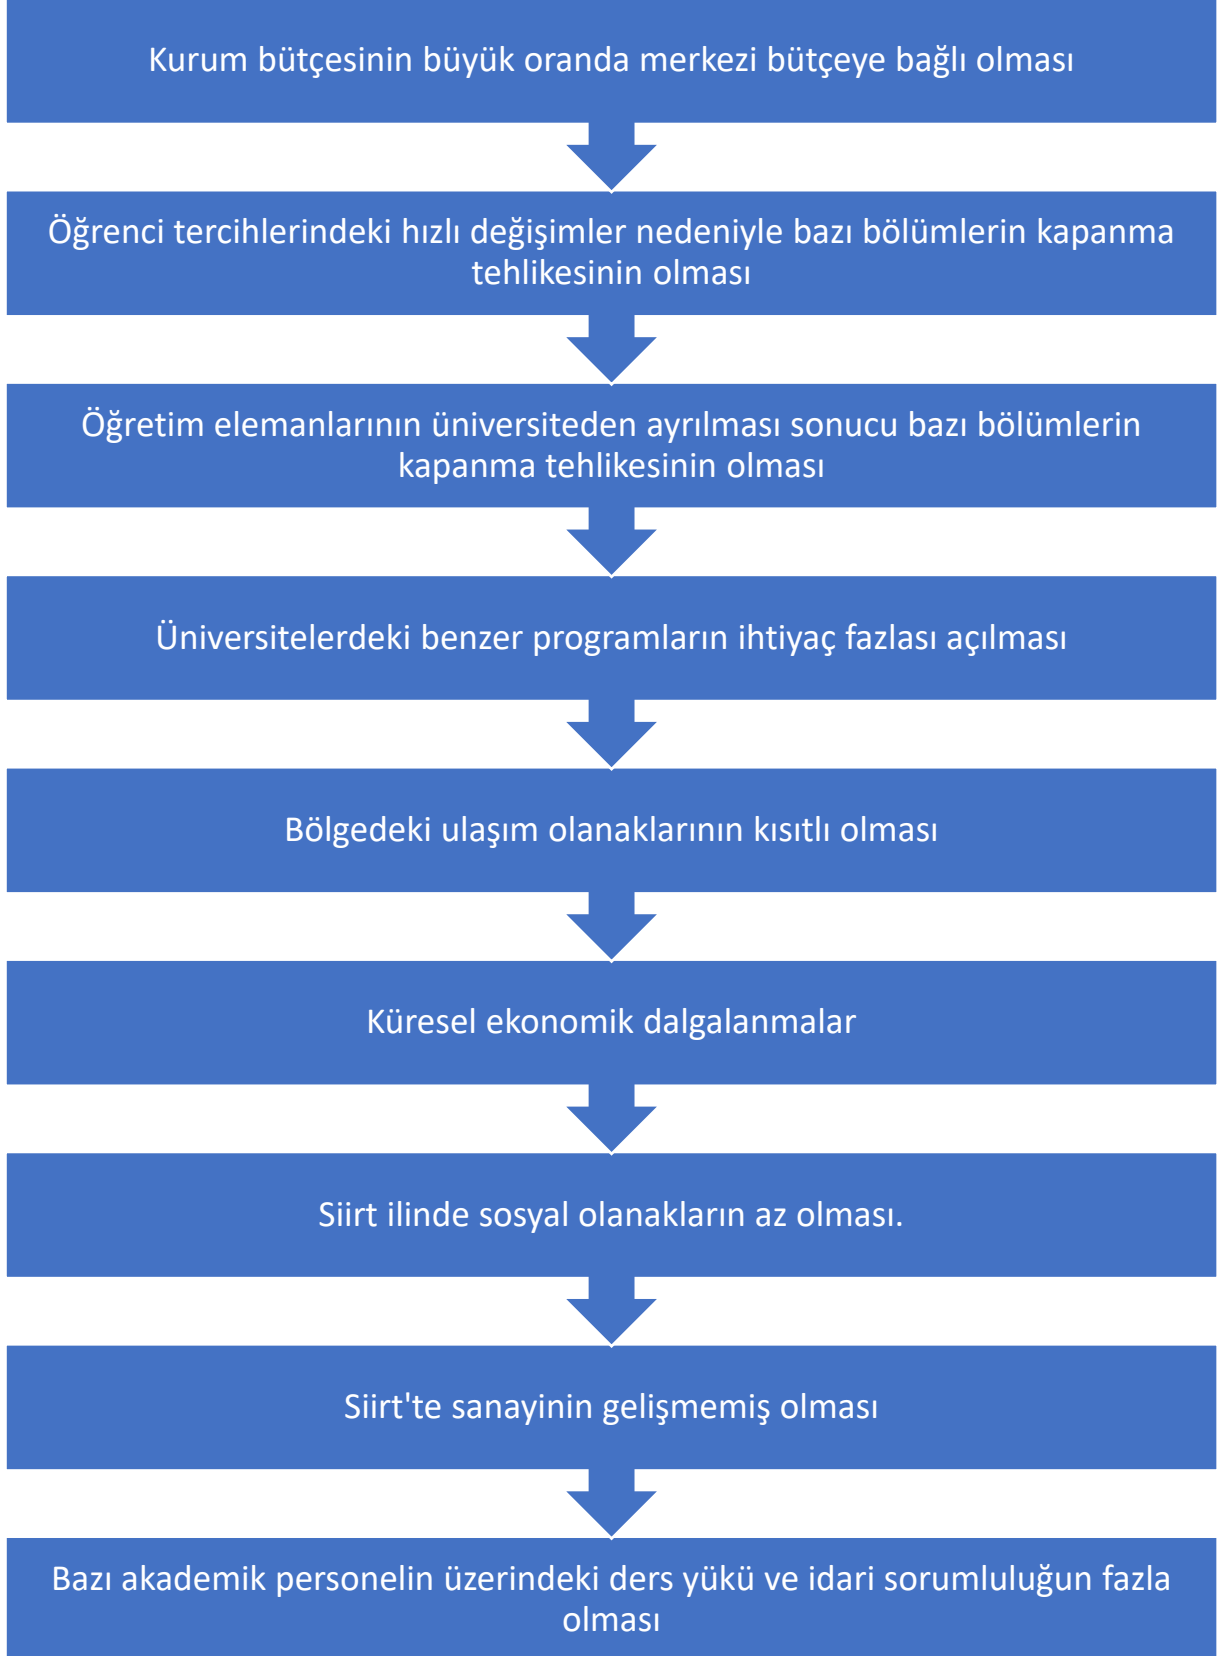 Kurum bütçesinin büyük oranda merkezi bütçeye bağlı olması
Öğrenci tercihlerindeki hızlı değişimler nedeniyle bazı bölümlerin kapanma
tehlikesinin olması
Öğretim elemanlarının üniversiteden ayrılması sonucu bazı bölümlerin
kapanma tehlikesinin olması
Üniversitelerdeki benzer programların ihtiyaç fazlası açılması
Bölgedeki ulaşım olanaklarının kısıtlı olması
Küresel ekonomik dalgalanmalar
Siirt ilinde sosyal olanakların az olması.
Siirt'te sanayinin gelişmemiş olması
Bazı akademik personelin üzerindeki ders yükü ve idari sorumluluğun fazla
olması